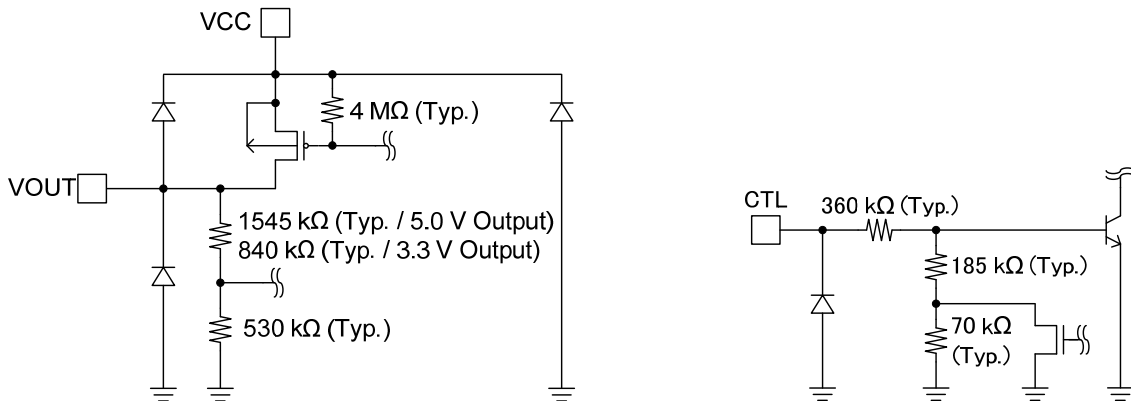 VCC
4 MΩ (Typ.)
VOUT
1545 kΩ (Typ. / 5.0 V Output)
840 kΩ (Typ. / 3.3 V Output)
530 kΩ (Typ.)
CTL
360 kΩ (Typ.)
185 kΩ (Typ.)
70 kΩ
(Typ.)